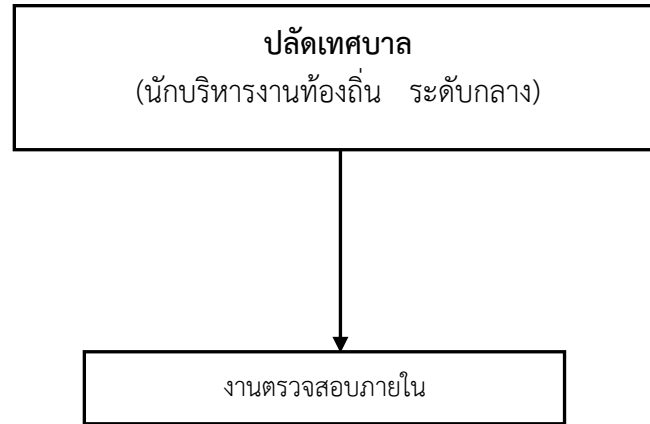 ปลัดเทศบาล
(นักบริหารงานท้องถิ่น ระดับกลาง)
งานตรวจสอบภายใน